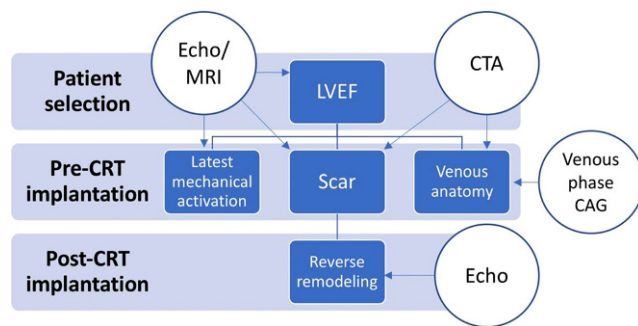 Echo/
MRI
CTA
Patient
selection
LVEF
Pre-CRT
implantation
Latest
mechanical
activation
Scar
Venous
anatomy
Venous
phase
CAG
Post-CRT
implantation
Reverse
remodeling
Echo